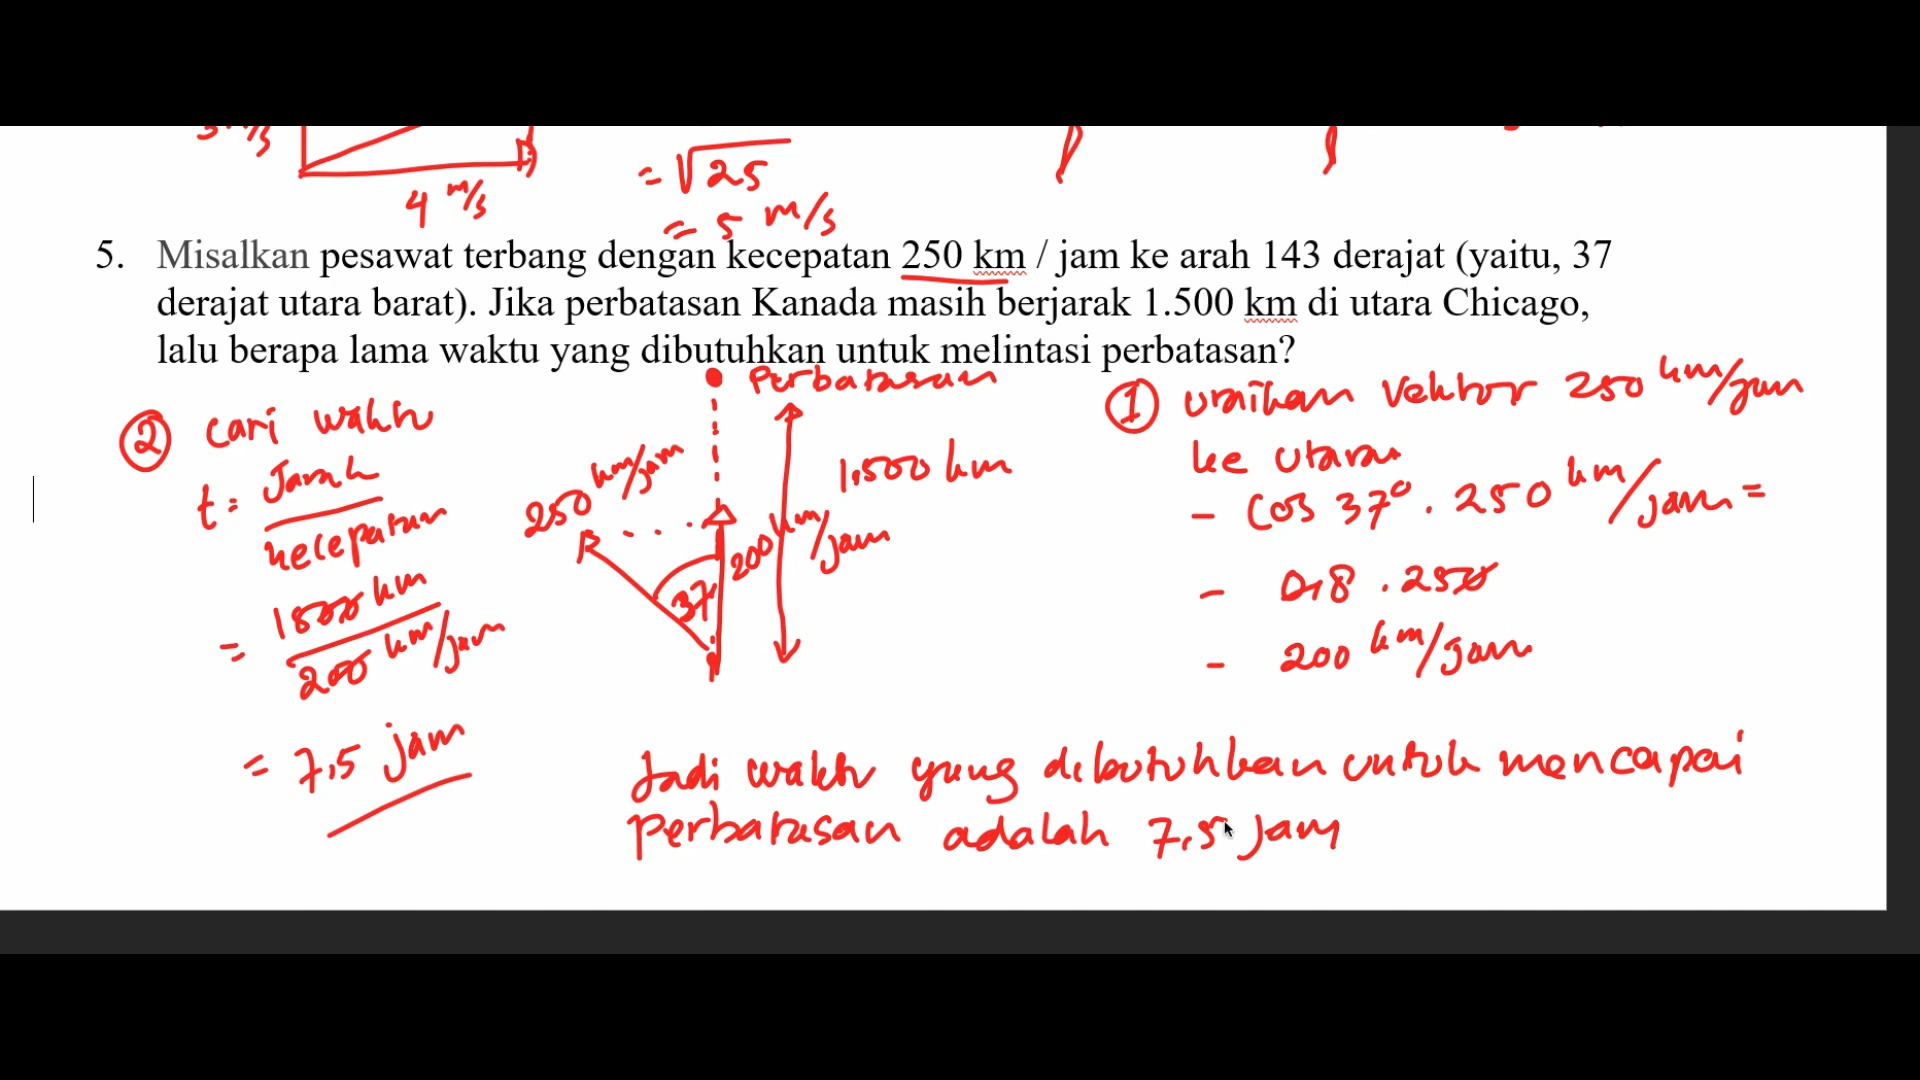 3 m/s
4 m/s
= √25
= 5 m/s
5. Misalkan pesawat terbang dengan kecepatan 250 km / jam ke arah 143 derajat (yaitu, 37
derajat utara barat). Jika perbatasan Kanada masih berjarak 1.500 km di utara Chicago,
lalu berapa lama waktu yang dibutuhkan untuk melintasi perbatasan?
② cari waktu
t = Jarak
kecepatan
= 1500 km
200 km/jam
= 7,5 jam
Perbatasan
1.500 km
250 km/jam
200 km/jam
37°
① uraikan vektor 250 km/jam
ke utara
- cos 37° . 250 km/jam =
- 0,8 . 250
- 200 km/jam
Jadi waktu yang dibutuhkan untuk mencapai
perbatasan adalah 7,5 jam